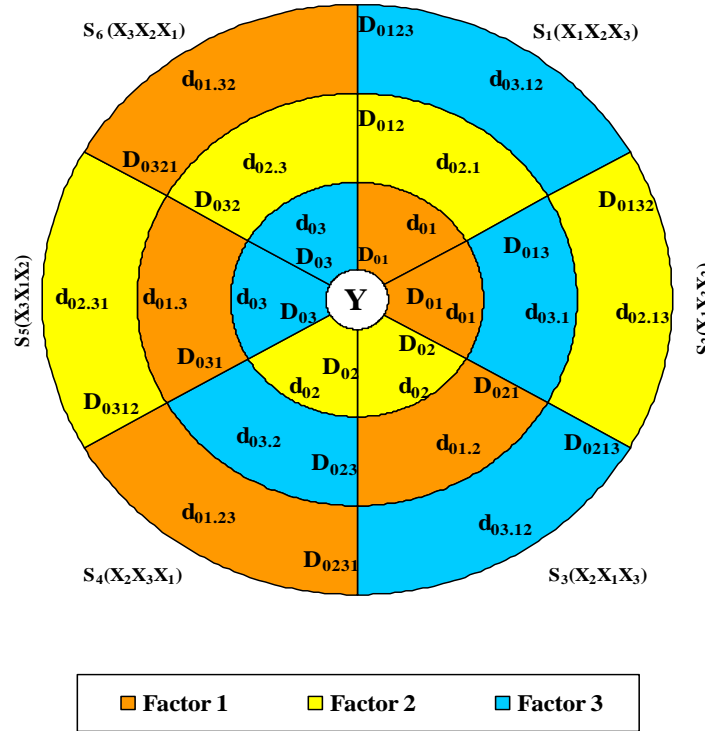 S₆ (X₃X₂X₁)
D₀₁₂₃
S₁(X₁X₂X₃)
d₀₁.₃₂
d₀₃.₁₂
D₀₁₂
D₀₃₂₁
d₀₂.₃
d₀₂.₁
D₀₃₂
D₀₁₃₂
d₀₃
d₀₁
D₀₁₃
D₀₃
D₀₁
S₅(X₃X₁X₂)
d₀₂.₃₁
d₀₁.₃
d₀₃
D₀₃
Y
D₀₁
d₀₁
d₀₃.₁
d₀₂.₁₃
D₀₃₁
D₀₂
D₀₂
d₀₂
d₀₂
D₀₂₁
D₀₃₁₂
d₀₃.₂
D₀₂₃
d₀₁.₂
D₀₂₁₃
d₀₁.₂₃
d₀₃.₁₂
D₀₂₃₁
S₄(X₂X₃X₁)
S₃(X₂X₁X₃)
Factor 1
Factor 2
Factor 3